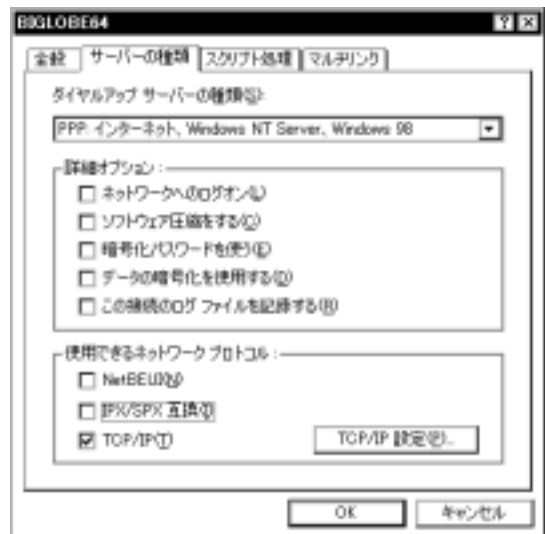 BIGLOBE64
全般 サーバーの種類 スクリプト処理 マルチリンク
ダイヤルアップ サーバーの種類(S):
PPP: インターネット、Windows NT Server、Windows 98
詳細オプション:
ネットワークへのログオン(L)
ソフトウェア圧縮をする(C)
暗号化パスワードを使う(E)
データの暗号化を使用する(D)
この接続のログ ファイルを記録する(R)
使用できるネットワーク プロトコル:
NetBEUI(N)
IPX/SPX 互換(I)
TCP/IP(T)
TCP/IP 設定(P)...
OK キャンセル